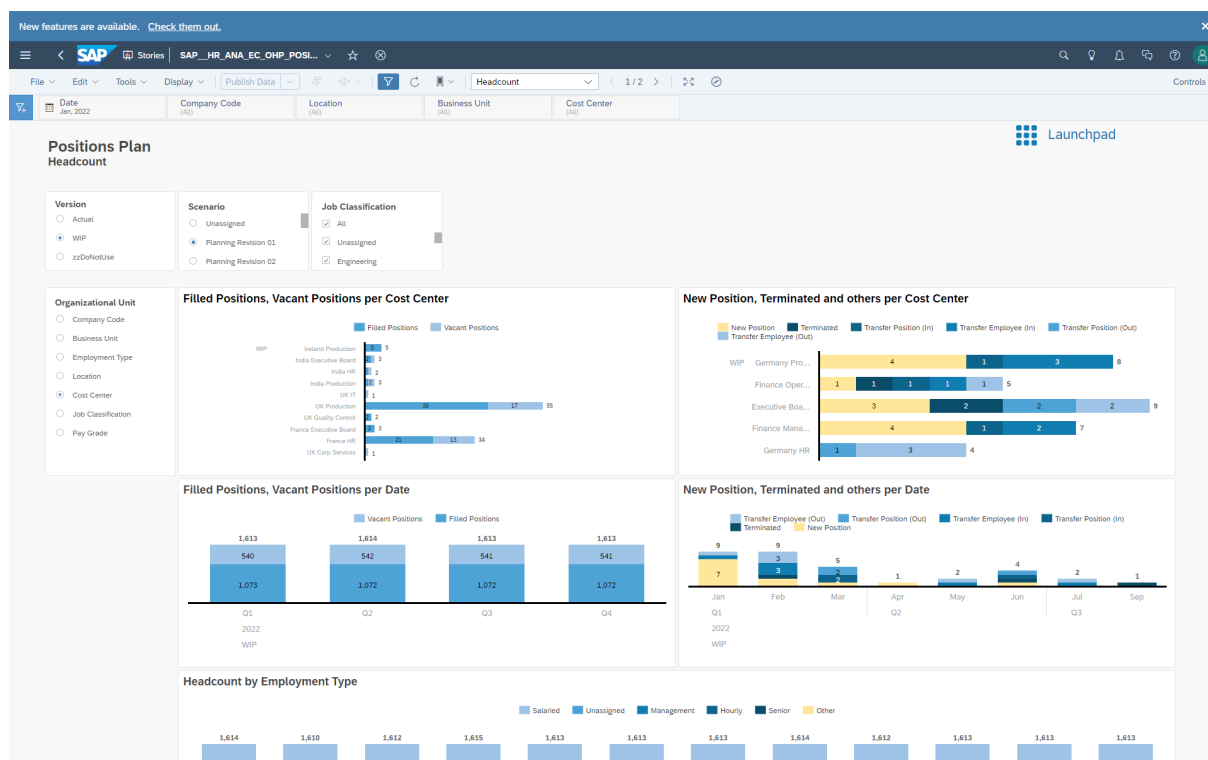 New features are available. Check them out.
SAP Stories SAP__HR_ANA_EC_OHP_POSI...
File Edit Tools Display Publish Data Headcount 1/2 Controls
Date Company Code Location Business Unit Cost Center
Jan, 2022 (All) (All) (All) (All)
Launchpad
Positions Plan
Headcount
Version
Actual
WIP
zzDoNotUse
Scenario
Unassigned
Planning Revision 01
Planning Revision 02
Job Classification
All
Unassigned
Engineering
Organizational Unit
Company Code
Business Unit
Employment Type
Location
Cost Center
Job Classification
Pay Grade
Filled Positions, Vacant Positions per Cost Center
Filled Positions Vacant Positions
WIP Ireland Production 5 5
India Executive Board 2 3
India HR 2
India Production 2 3
UK IT 1
UK Production 38 17 55
UK Quality Control 2 2
France Executive Board 3 3
France HR 21 13 34
UK Corp Services 1
New Position, Terminated and others per Cost Center
New Position Terminated Transfer Position (In) Transfer Employee (In) Transfer Position (Out)
Transfer Employee (Out)
WIP Germany Pro... 4 1 3 8
Finance Oper... 1 1 1 1 1 5
Executive Boa... 3 2 2 2 9
Finance Mana... 4 1 2 7
Germany HR 1 3 4
Filled Positions, Vacant Positions per Date
Vacant Positions Filled Positions
1,613 1,614 1,613 1,613
540 542 541 541
1,073 1,072 1,072 1,072
Q1 Q2 Q3 Q4
2022
WIP
New Position, Terminated and others per Date
Transfer Employee (Out) Transfer Position (Out) Transfer Employee (In) Transfer Position (In)
Terminated New Position
9 9 5 1 2 4 2 1
7 3 3 2 2
Jan Feb Mar Apr May Jun Jul Sep
Q1 Q2 Q3
2022
WIP
Headcount by Employment Type
Salaried Unassigned Management Hourly Senior Other
1,614 1,610 1,612 1,615 1,613 1,613 1,613 1,614 1,612 1,613 1,613 1,613